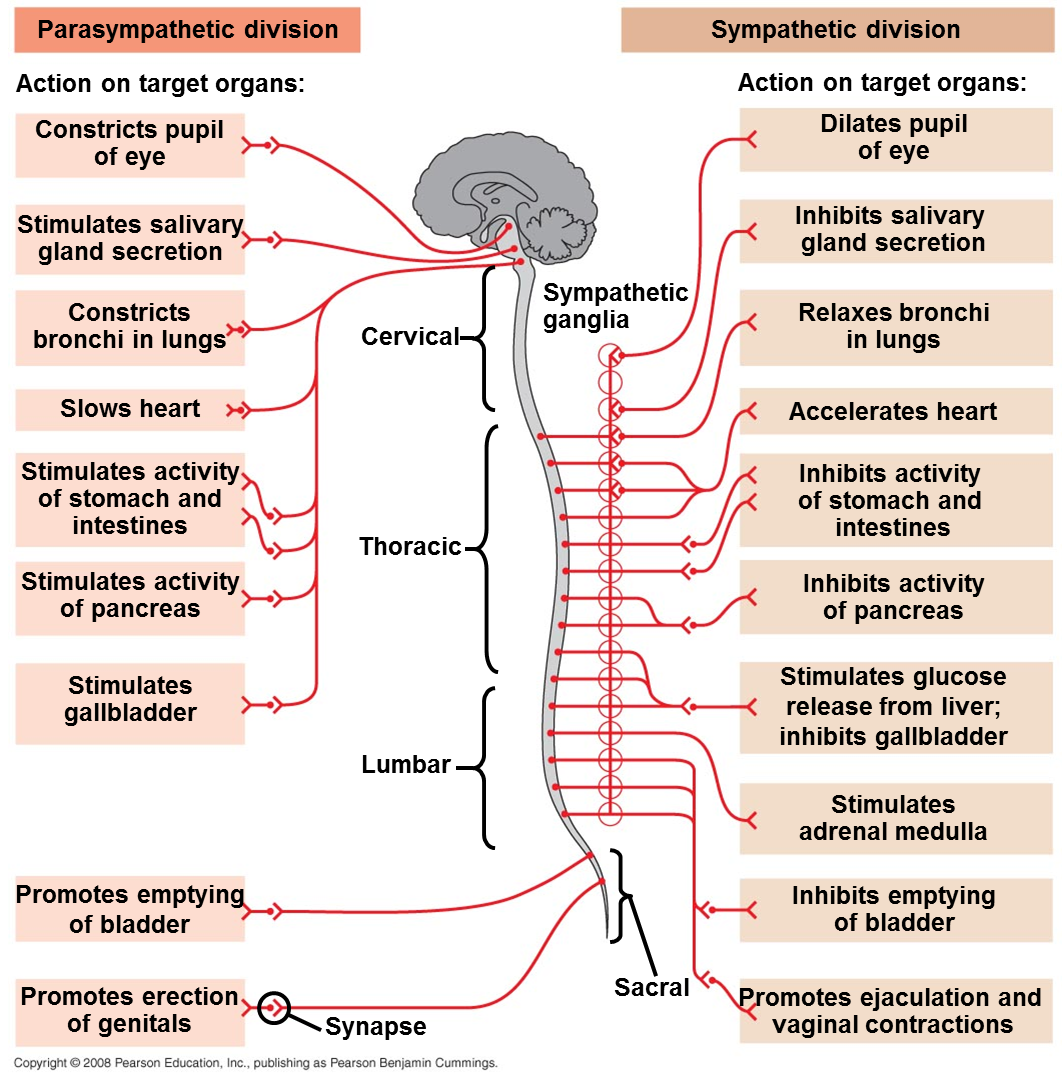 Parasympathetic division
Action on target organs:
Constricts pupil
of eye
Stimulates salivary
gland secretion
Constricts
bronchi in lungs
Slows heart
Stimulates activity
of stomach and
intestines
Stimulates activity
of pancreas
Stimulates
gallbladder
Promotes emptying
of bladder
Promotes erection
of genitals
Synapse
Cervical
Thoracic
Lumbar
Sacral
Sympathetic
ganglia
Sympathetic division
Action on target organs:
Dilates pupil
of eye
Inhibits salivary
gland secretion
Relaxes bronchi
in lungs
Accelerates heart
Inhibits activity
of stomach and
intestines
Inhibits activity
of pancreas
Stimulates glucose
release from liver;
inhibits gallbladder
Stimulates
adrenal medulla
Inhibits emptying
of bladder
Promotes ejaculation and
vaginal contractions
Copyright © 2008 Pearson Education, Inc., publishing as Pearson Benjamin Cummings.